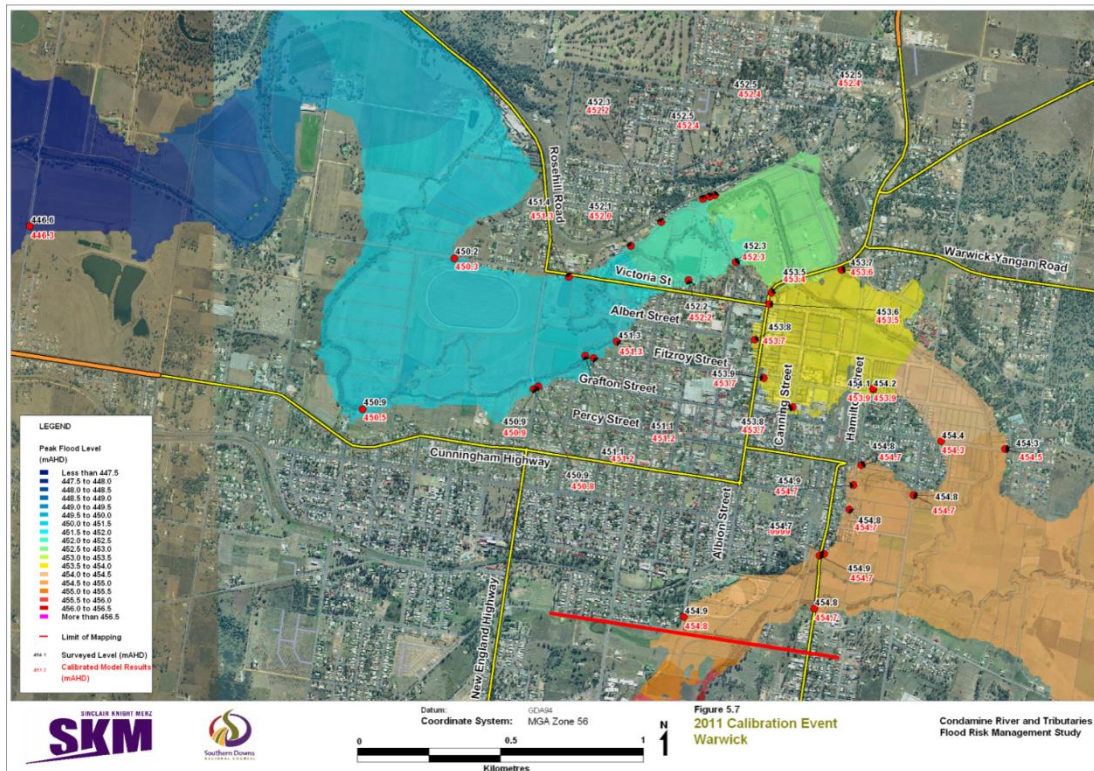 452.5
452.4
452.5
452.4
452.3
452.2
452.5
452.4
Rosehill Road
451.4
451.3
452.1
452.0
446.6
446.3
450.2
450.3
452.3
452.3
453.7
453.6
Warwick-Yangan Road
Victoria St
453.5
453.4
452.2
452.2
453.6
453.5
Albert Street
453.8
453.7
451.3
451.3
Fitzroy Street
453.9
453.7
Grafton Street
Canning Street
Hamilton Street
454.1
453.9
454.2
453.9
450.9
450.5
450.9
450.9
Percy Street
451.1
451.2
453.8
453.7
454.4
454.3
454.3
454.5
Cunningham Highway
451.1
451.2
454.8
454.7
450.9
450.8
454.9
454.7
454.8
454.7
Albion Street
454.7
-9999
454.8
454.7
454.9
454.7
New England Highway
454.9
454.8
454.8
454.7
LEGEND
Peak Flood Level
(mAHD)
Less than 447.5
447.5 to 448.0
448.0 to 448.5
448.5 to 449.0
449.0 to 449.5
449.5 to 450.0
450.0 to 451.5
451.5 to 452.0
452.0 to 452.5
452.5 to 453.0
453.0 to 453.5
453.5 to 454.0
454.0 to 454.5
454.5 to 455.0
455.0 to 455.5
455.5 to 456.0
456.0 to 456.5
More than 456.5
Limit of Mapping
Surveyed Level (mAHD)
Calibrated Model Results
(mAHD)
SINCLAIR KNIGHT MERZ
SKM
Southern Downs
REGIONAL COUNCIL
Datum: GDA94
Coordinate System: MGA Zone 56
0 0.5 1
Kilometres
N
1
Figure 5.7
2011 Calibration Event
Warwick
Condamine River and Tributaries
Flood Risk Management Study